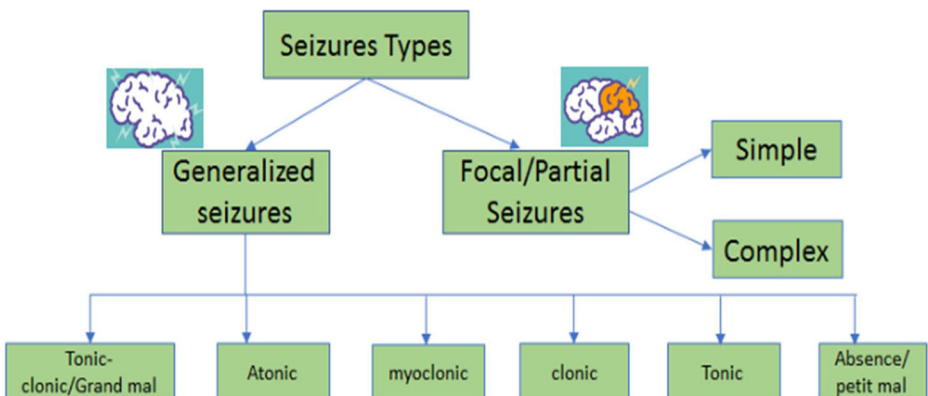 Seizures Types
Generalized
seizures
Focal/Partial
Seizures
Simple
Complex
Tonic-
clonic/Grand mal
Atonic
myoclonic
clonic
Tonic
Absence/
petit mal